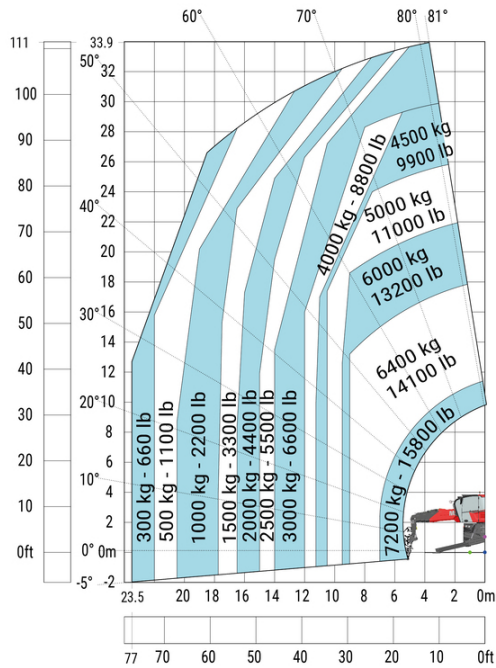 60° 70° 80° 81°
111 33.9
50°
32
100 30
90 28
4500 kg
9900 lb
26
80 24
4000 kg - 8800 lb
5000 kg
11000 lb
40°
22
70
20
6000 kg
13200 lb
60 18
30° 16
50
14
6400 kg
14100 lb
40 12
30 20° 10
8
300 kg - 660 lb
500 kg - 1100 lb
1000 kg - 2200 lb
1500 kg - 3300 lb
2000 kg - 4400 lb
2500 kg - 5500 lb
3000 kg - 6600 lb
7200 kg - 15800 lb
20 6
10°
10 4
2
0ft 0° 0m
-5° -2
23.5 20 18 16 14 12 10 8 6 4 2 0m
77 70 60 50 40 30 20 10 0ft